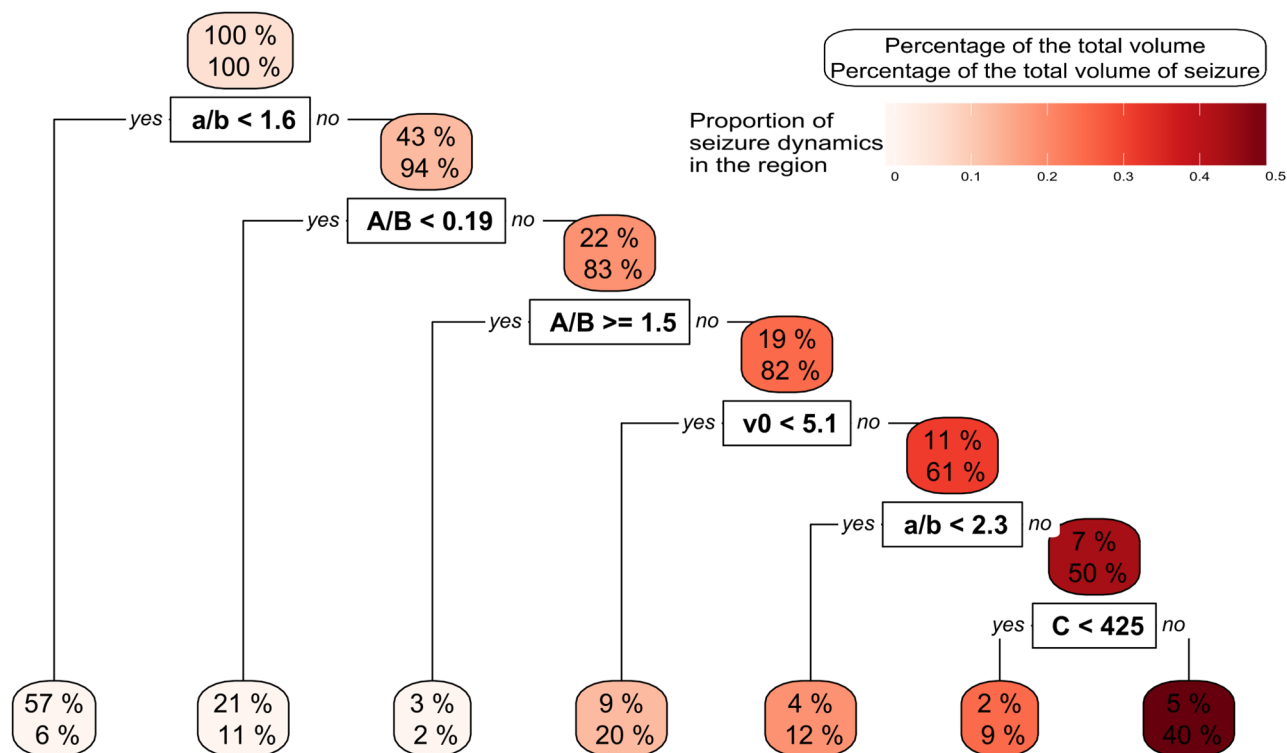 100 %
100 %
Percentage of the total volume
Percentage of the total volume of seizure
yes a/b < 1.6 no
43 %
94 %
Proportion of
seizure dynamics
in the region
0 0.1 0.2 0.3 0.4 0.5
yes A/B < 0.19 no
22 %
83 %
yes A/B >= 1.5 no
19 %
82 %
yes v0 < 5.1 no
11 %
61 %
yes a/b < 2.3 no
7 %
50 %
yes C < 425 no
57 % 21 % 3 % 9 % 4 % 2 % 5 %
6 % 11 % 2 % 20 % 12 % 9 % 40 %